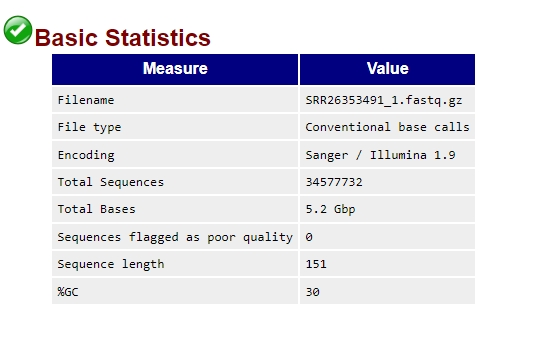 Basic Statistics
Measure Value
Filename SRR26353491_1.fastq.gz
File type Conventional base calls
Encoding Sanger / Illumina 1.9
Total Sequences 34577732
Total Bases 5.2 Gbp
Sequences flagged as poor quality 0
Sequence length 151
%GC 30